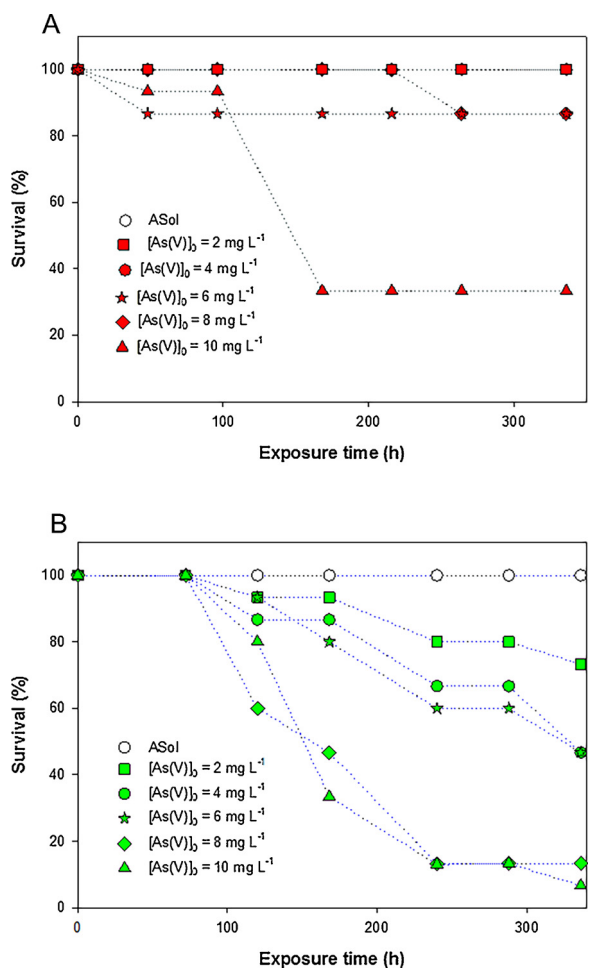 A
100
80
60
40
20
0
Survival (%)
ASol
[As(V)]₀ = 2 mg L⁻¹
[As(V)]₀ = 4 mg L⁻¹
[As(V)]₀ = 6 mg L⁻¹
[As(V)]₀ = 8 mg L⁻¹
[As(V)]₀ = 10 mg L⁻¹
0 100 200 300
Exposure time (h)
B
100
80
60
40
20
0
Survival (%)
ASol
[As(V)]₀ = 2 mg L⁻¹
[As(V)]₀ = 4 mg L⁻¹
[As(V)]₀ = 6 mg L⁻¹
[As(V)]₀ = 8 mg L⁻¹
[As(V)]₀ = 10 mg L⁻¹
0 100 200 300
Exposure time (h)